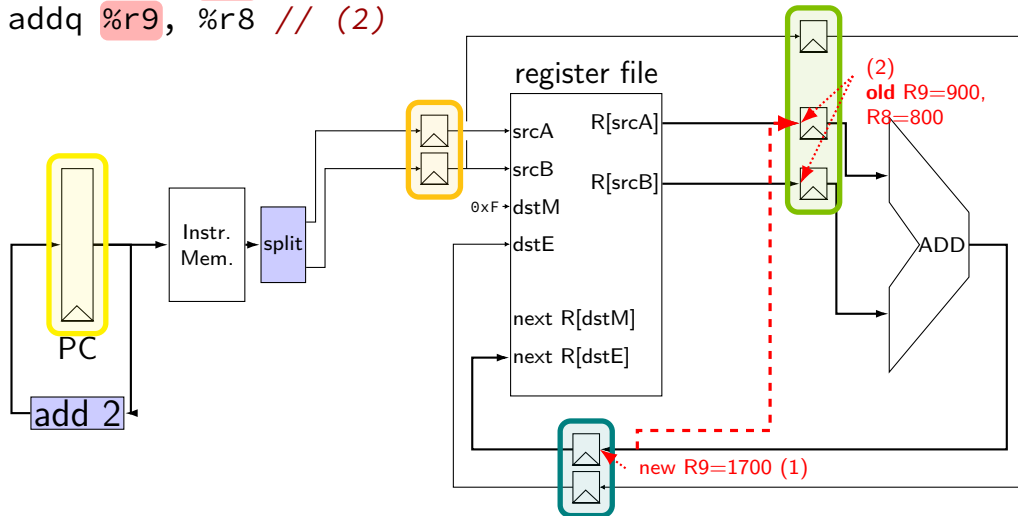 addq %r9, %r8 // (2)
register file
(2)
old R9=900,
R8=800
srcA
R[srcA]
srcB
R[srcB]
0xF
dstM
Instr.
Mem.
split
dstE
ADD
next R[dstM]
PC
next R[dstE]
add 2
new R9=1700 (1)